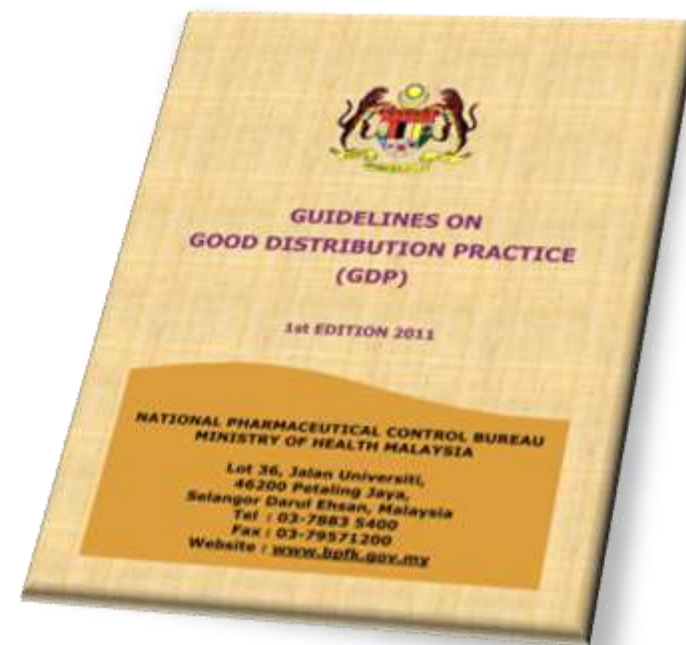 GUIDELINES ON
GOOD DISTRIBUTION PRACTICE
(GDP)
1st EDITION 2011
NATIONAL PHARMACEUTICAL CONTROL BUREAU
MINISTRY OF HEALTH MALAYSIA
Lot 36, Jalan Universiti,
46200 Petaling Jaya,
Selangor Darul Ehsan, Malaysia
Tel : 03-7883 5400
Fax : 03-79571200
Website : www.bpfk.gov.my